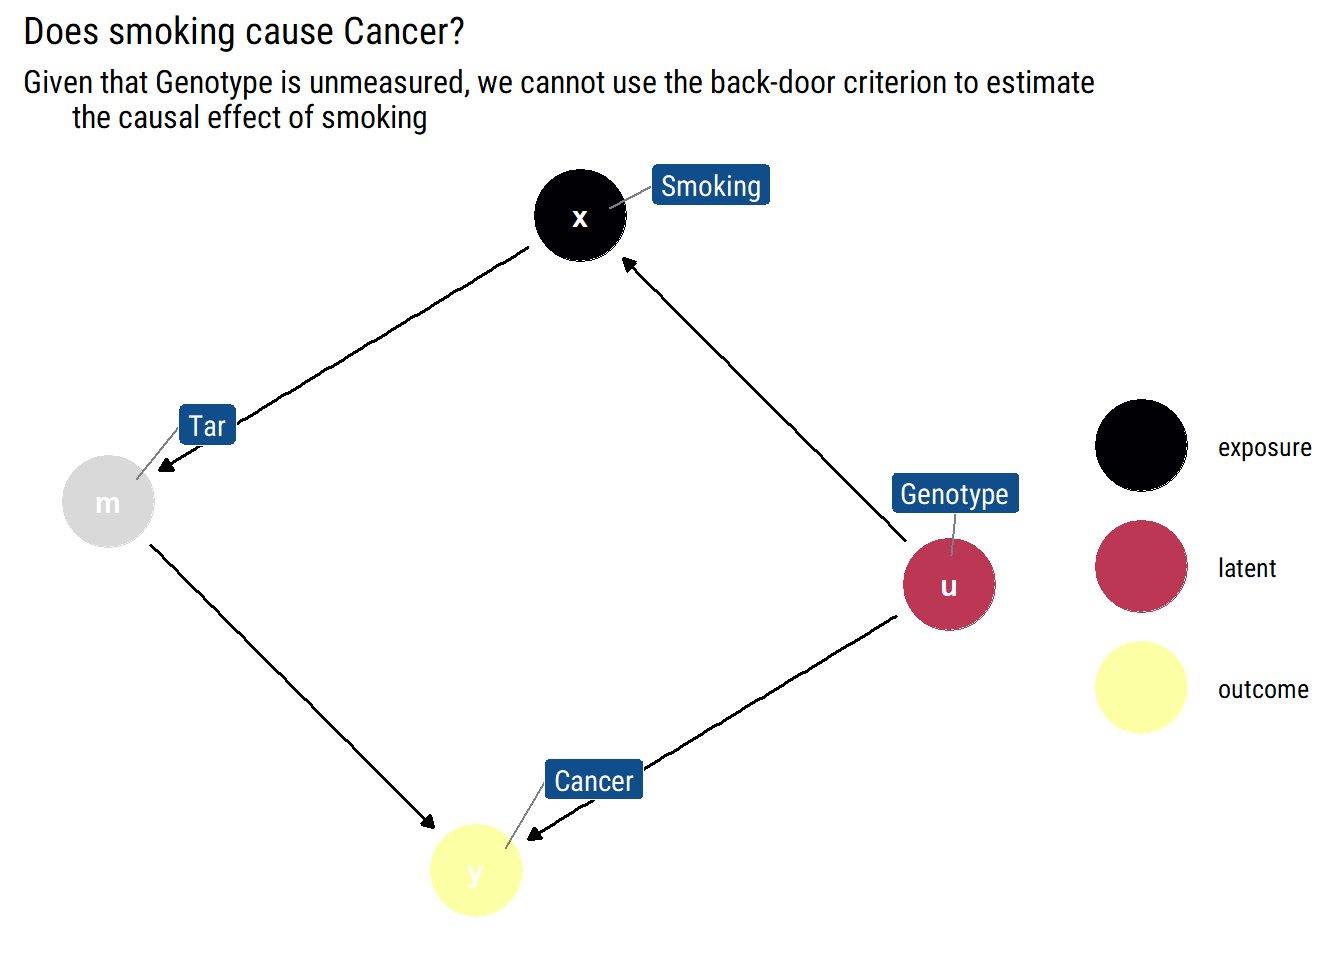 Does smoking cause Cancer?
Given that Genotype is unmeasured, we cannot use the back-door criterion to estimate
the causal effect of smoking
Smoking
x
Tar
m
Genotype
u
Cancer
y
exposure
latent
outcome